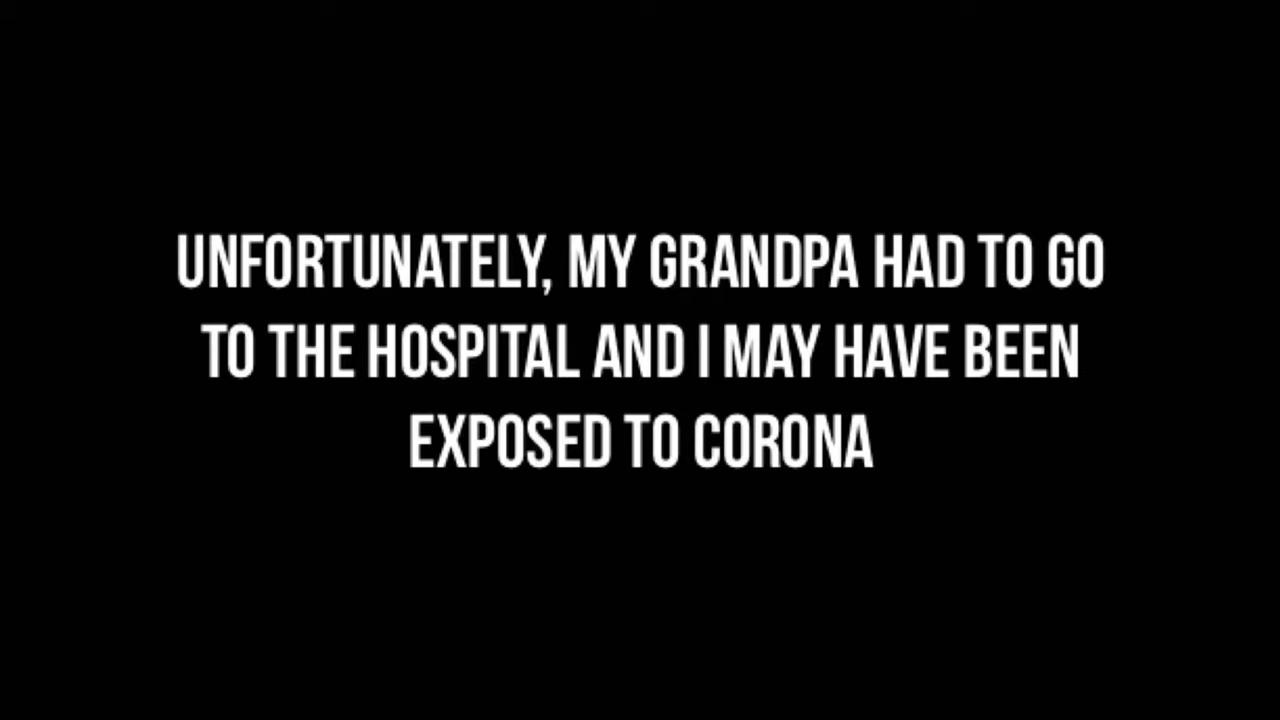 UNFORTUNATELY, MY GRANDPA HAD TO GO
TO THE HOSPITAL AND I MAY HAVE BEEN
EXPOSED TO CORONA